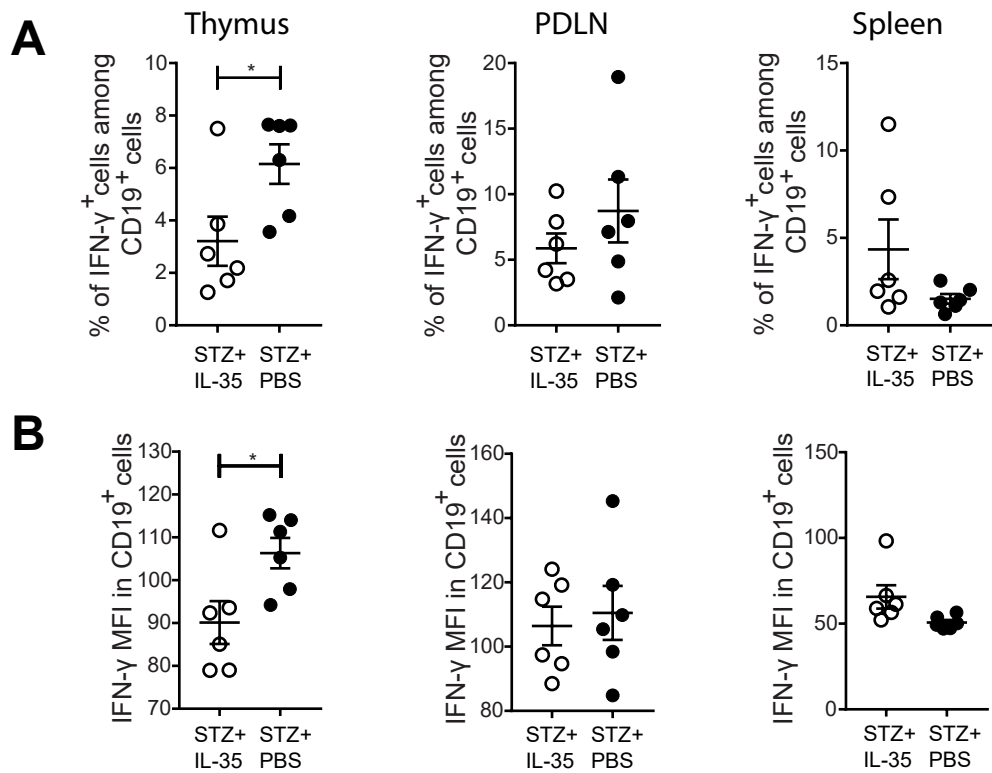 A
Thymus
PDLN
Spleen
% of IFN-γ+cells among
CD19+ cells
10
8
6
4
2
0
*
STZ+
IL-35
STZ+
PBS
% of IFN-γ+cells among
CD19+ cells
20
15
10
5
0
STZ+
IL-35
STZ+
PBS
% of IFN-γ+cells among
CD19+ cells
15
10
5
0
STZ+
IL-35
STZ+
PBS
B
IFN-γ MFI in CD19+ cells
130
120
110
100
90
80
70
*
STZ+
IL-35
STZ+
PBS
IFN-γ MFI in CD19+ cells
160
140
120
100
80
STZ+
IL-35
STZ+
PBS
IFN-γ MFI in CD19+ cells
150
100
50
0
STZ+
IL-35
STZ+
PBS